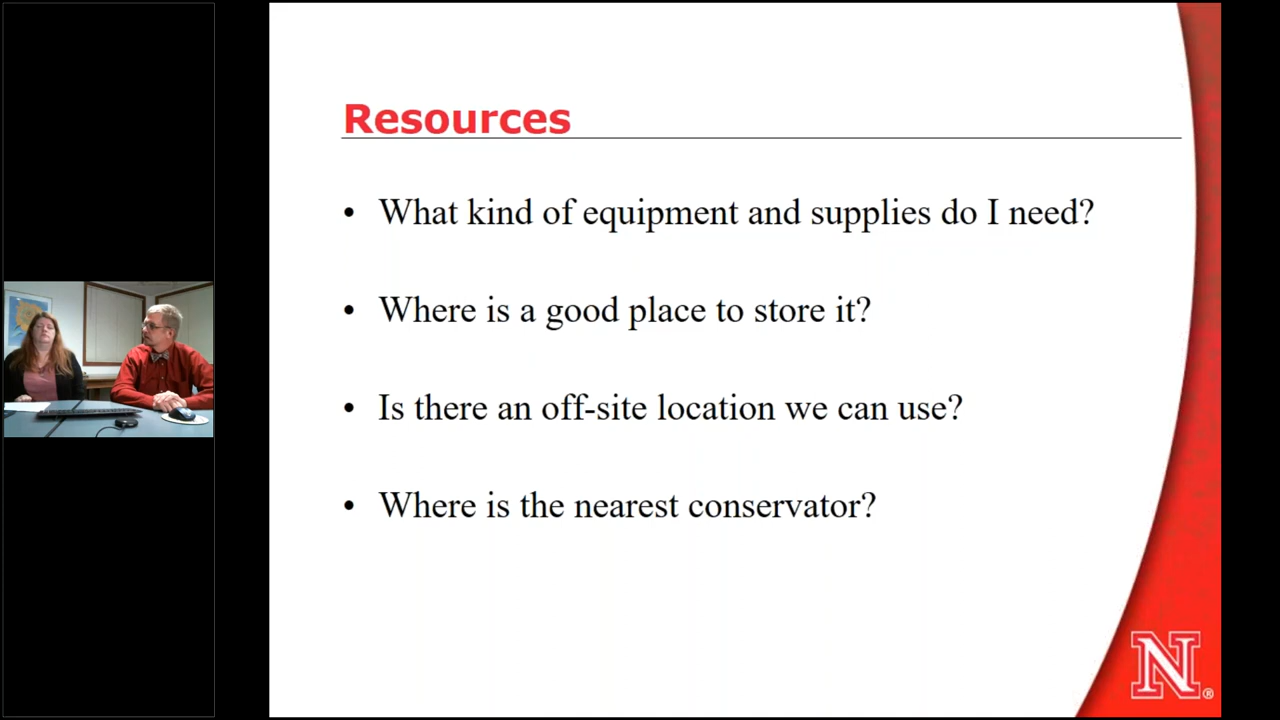 Resources
• What kind of equipment and supplies do I need?
• Where is a good place to store it?
• Is there an off-site location we can use?
• Where is the nearest conservator?
N®